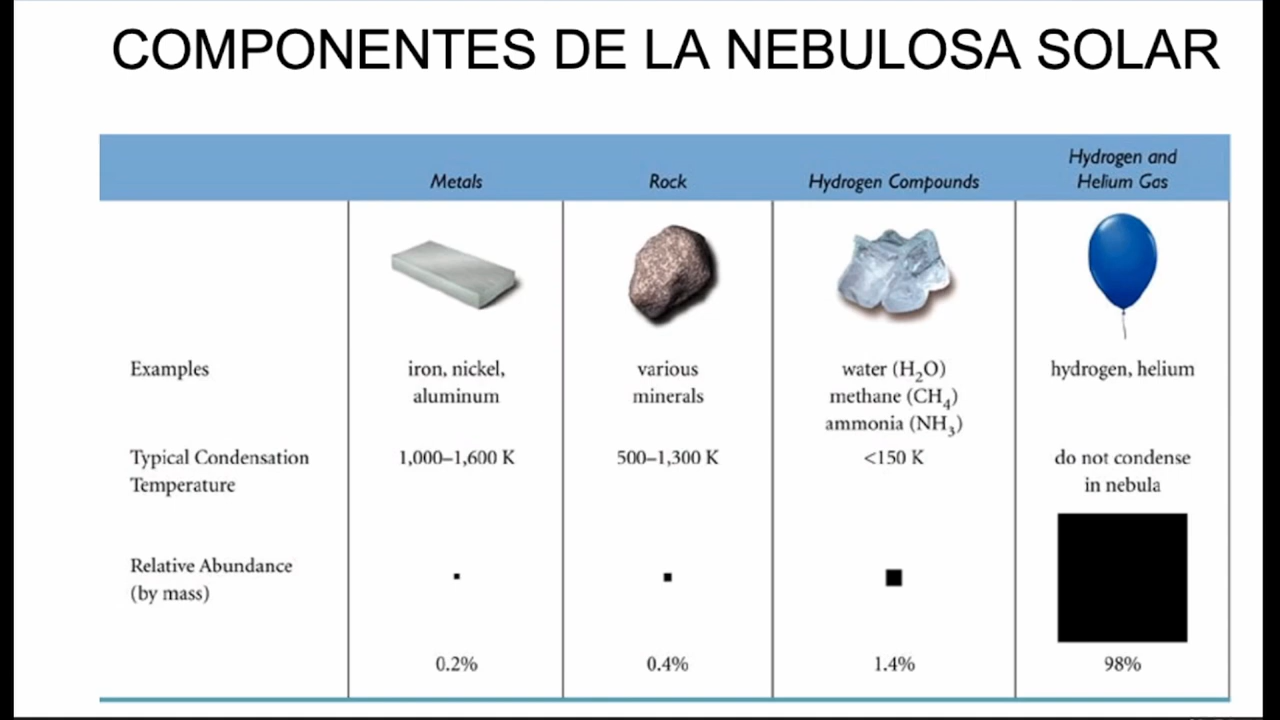 COMPONENTES DE LA NEBULOSA SOLAR
Metals
Rock
Hydrogen Compounds
Hydrogen and
Helium Gas
Examples
iron, nickel,
aluminum
various
minerals
water (H₂O)
methane (CH₄)
ammonia (NH₃)
hydrogen, helium
Typical Condensation
Temperature
1,000–1,600 K
500–1,300 K
<150 K
do not condense
in nebula
Relative Abundance
(by mass)
0.2%
0.4%
1.4%
98%